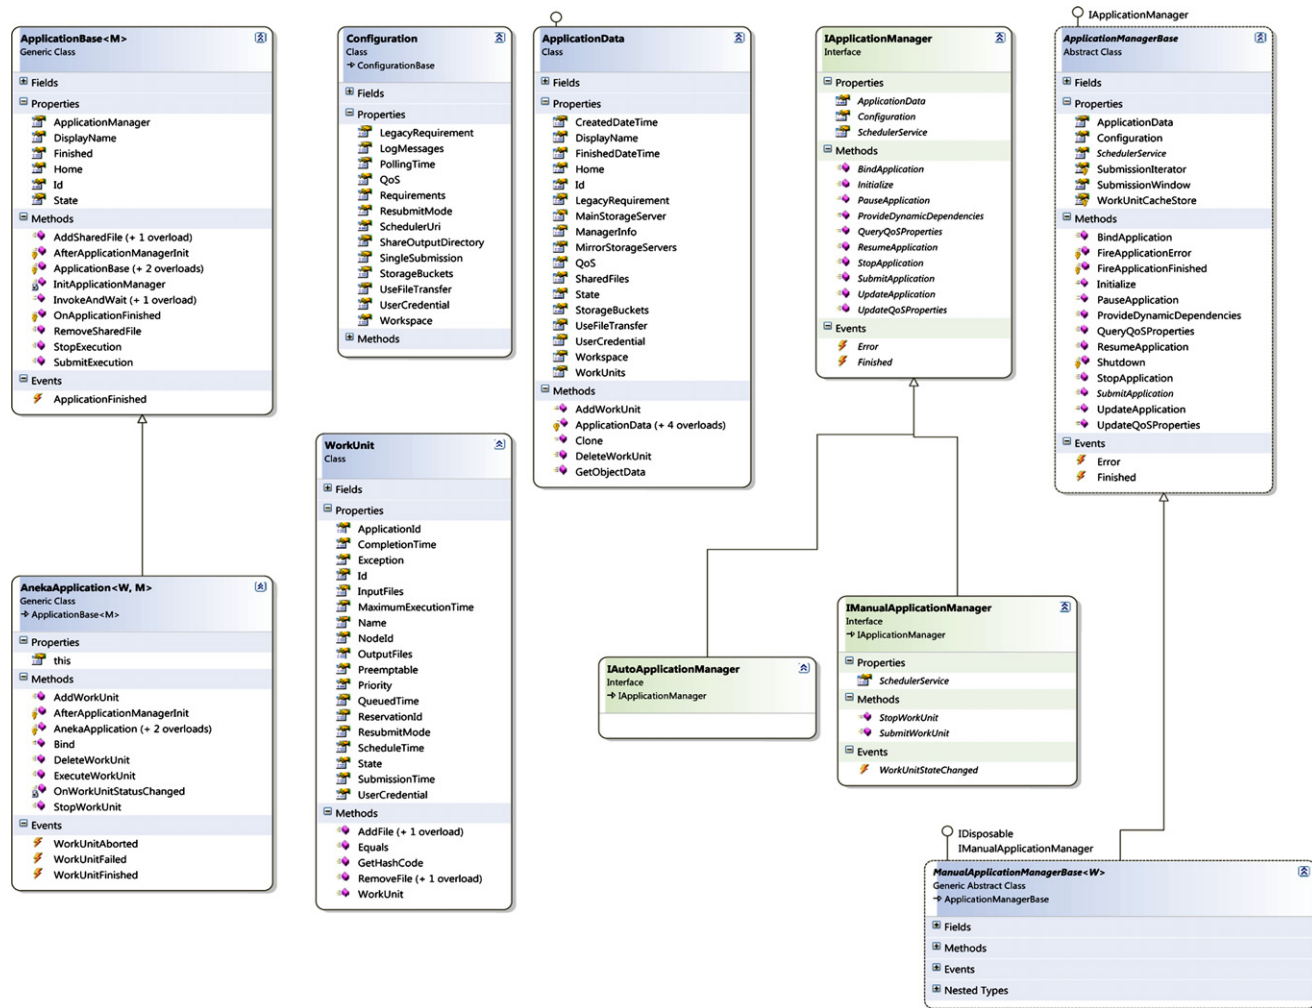 ApplicationBase<M>
Generic Class
Fields
Properties
ApplicationManager
DisplayName
Finished
Home
Id
State
Methods
AddSharedFile (+ 1 overload)
AfterApplicationManagerInit
ApplicationBase (+ 2 overloads)
InitApplicationManager
InvokeAndWait (+ 1 overload)
OnApplicationFinished
RemoveSharedFile
StopExecution
SubmitExecution
Events
ApplicationFinished
Configuration
Class
ConfigurationBase
Fields
Properties
LegacyRequirement
LogMessages
PollingTime
QoS
Requirements
ResubmitMode
SchedulerUri
ShareOutputDirectory
SingleSubmission
StorageBuckets
UseFileTransfer
UserCredential
Workspace
Methods
ApplicationData
Class
Fields
Properties
CreatedDateTime
DisplayName
FinishedDateTime
Home
Id
LegacyRequirement
MainStorageServer
ManagerInfo
MirrorStorageServers
QoS
SharedFiles
State
StorageBuckets
UseFileTransfer
UserCredential
Workspace
WorkUnits
Methods
AddWorkUnit
ApplicationData (+ 4 overloads)
Clone
DeleteWorkUnit
GetObjectData
IApplicationManager
Interface
Properties
ApplicationData
Configuration
SchedulerService
Methods
BindApplication
Initialize
PauseApplication
ProvideDynamicDependencies
QueryQoSProperties
ResumeApplication
StopApplication
SubmitApplication
UpdateApplication
UpdateQoSProperties
Events
Error
Finished
IApplicationManager
ApplicationManagerBase
Abstract Class
Fields
Properties
ApplicationData
Configuration
SchedulerService
SubmissionIterator
SubmissionWindow
WorkUnitCacheStore
Methods
BindApplication
FireApplicationError
FireApplicationFinished
Initialize
PauseApplication
ProvideDynamicDependencies
QueryQoSProperties
ResumeApplication
Shutdown
StopApplication
SubmitApplication
UpdateApplication
UpdateQoSProperties
Events
Error
Finished
AnekaApplication<W, M>
Generic Class
ApplicationBase<M>
Properties
this
Methods
AddWorkUnit
AfterApplicationManagerInit
AnekaApplication (+ 2 overloads)
Bind
DeleteWorkUnit
ExecuteWorkUnit
OnWorkUnitStatusChanged
StopWorkUnit
Events
WorkUnitAborted
WorkUnitFailed
WorkUnitFinished
WorkUnit
Class
Fields
Properties
ApplicationId
CompletionTime
Exception
Id
InputFiles
MaximumExecutionTime
Name
NodeId
OutputFiles
Preemptable
Priority
QueuedTime
ReservationId
ResubmitMode
ScheduleTime
State
SubmissionTime
UserCredential
Methods
AddFile (+ 1 overload)
Equals
GetHashCode
RemoveFile (+ 1 overload)
WorkUnit
IAutoApplicationManager
Interface
IApplicationManager
IManualApplicationManager
Interface
IApplicationManager
Properties
SchedulerService
Methods
StopWorkUnit
SubmitWorkUnit
Events
WorkUnitStateChanged
IDisposable
IManualApplicationManager
ManualApplicationManagerBase<W>
Generic Abstract Class
ApplicationManagerBase
Fields
Methods
Events
Nested Types